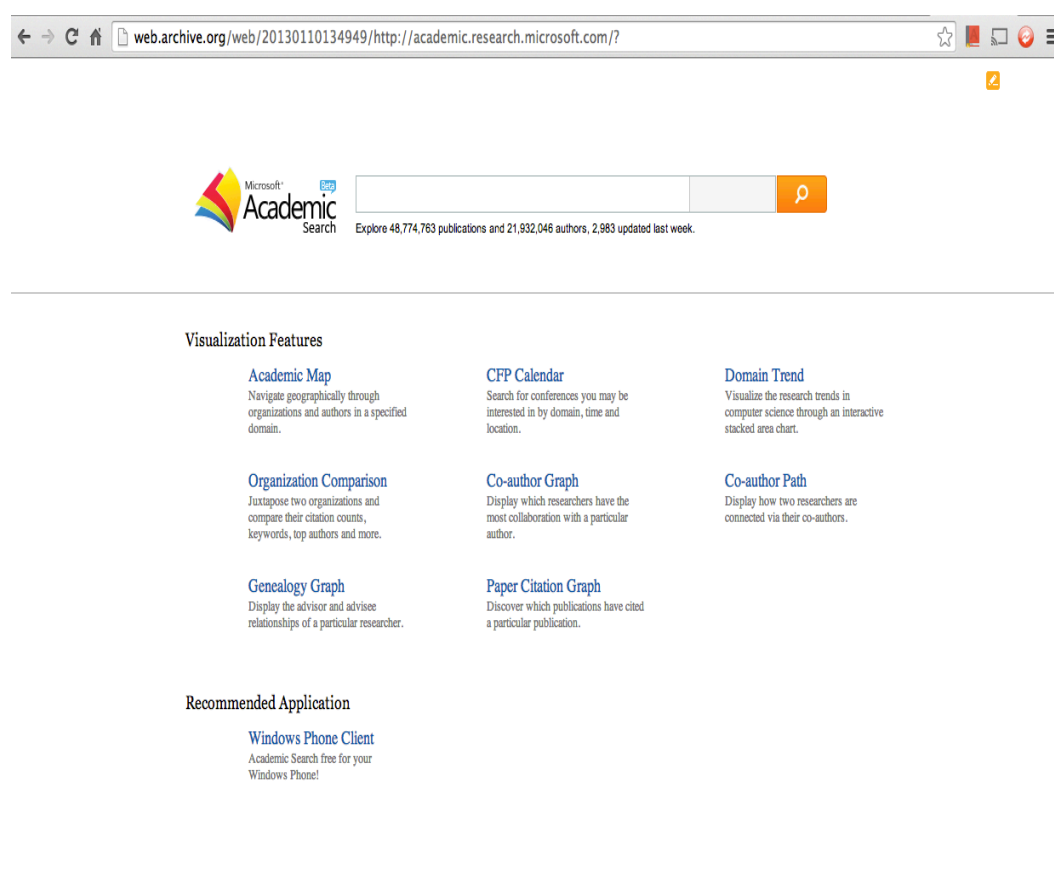 web.archive.org/web/20130110134949/http://academic.research.microsoft.com/?
Microsoft® Beta
Academic
Search
Explore 48,774,763 publications and 21,932,046 authors, 2,983 updated last week.
Visualization Features
Academic Map
Navigate geographically through
organizations and authors in a specified
domain.
CFP Calendar
Search for conferences you may be
interested in by domain, time and
location.
Domain Trend
Visualize the research trends in
computer science through an interactive
stacked area chart.
Organization Comparison
Juxtapose two organizations and
compare their citation counts,
keywords, top authors and more.
Co-author Graph
Display which researchers have the
most collaboration with a particular
author.
Co-author Path
Display how two researchers are
connected via their co-authors.
Genealogy Graph
Display the advisor and advisee
relationships of a particular researcher.
Paper Citation Graph
Discover which publications have cited
a particular publication.
Recommended Application
Windows Phone Client
Academic Search free for your
Windows Phone!